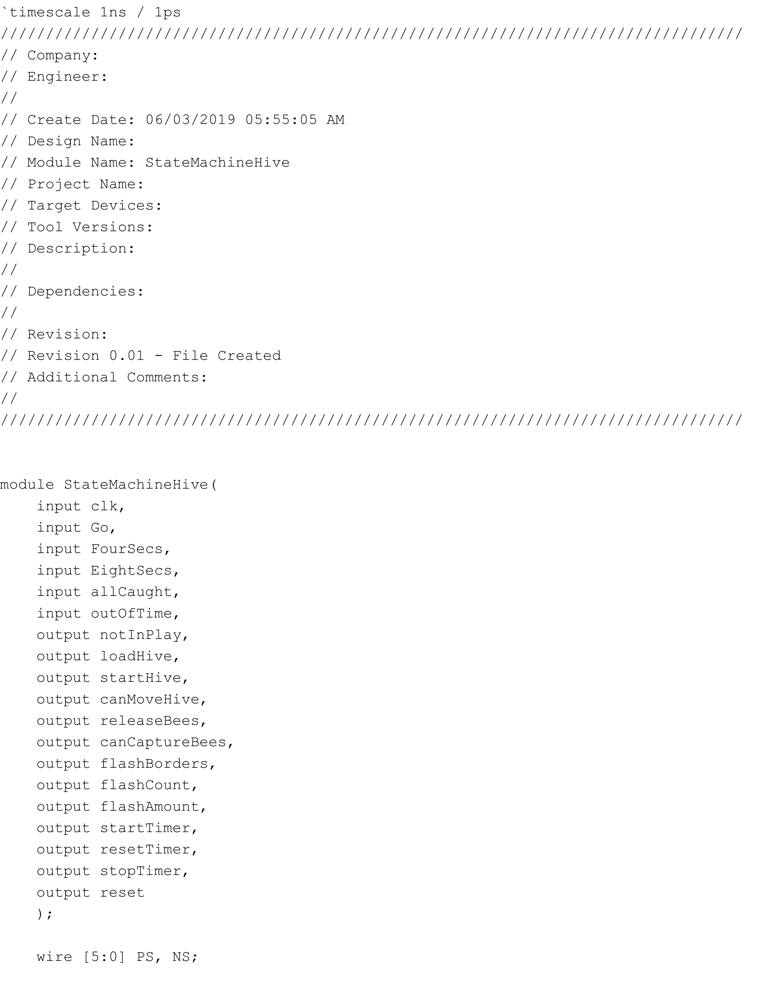 `timescale 1ns / 1ps
//////////////////////////////////////////////////////////////////////////////////
// Company:
// Engineer:
//
// Create Date: 06/03/2019 05:55:05 AM
// Design Name:
// Module Name: StateMachineHive
// Project Name:
// Target Devices:
// Tool Versions:
// Description:
//
// Dependencies:
//
// Revision:
// Revision 0.01 - File Created
// Additional Comments:
//
//////////////////////////////////////////////////////////////////////////////////
module StateMachineHive(
    input clk,
    input Go,
    input FourSecs,
    input EightSecs,
    input allCaught,
    input outOfTime,
    output notInPlay,
    output loadHive,
    output startHive,
    output canMoveHive,
    output releaseBees,
    output canCaptureBees,
    output flashBorders,
    output flashCount,
    output flashAmount,
    output startTimer,
    output resetTimer,
    output stopTimer,
    output reset
    );
    wire [5:0] PS, NS;